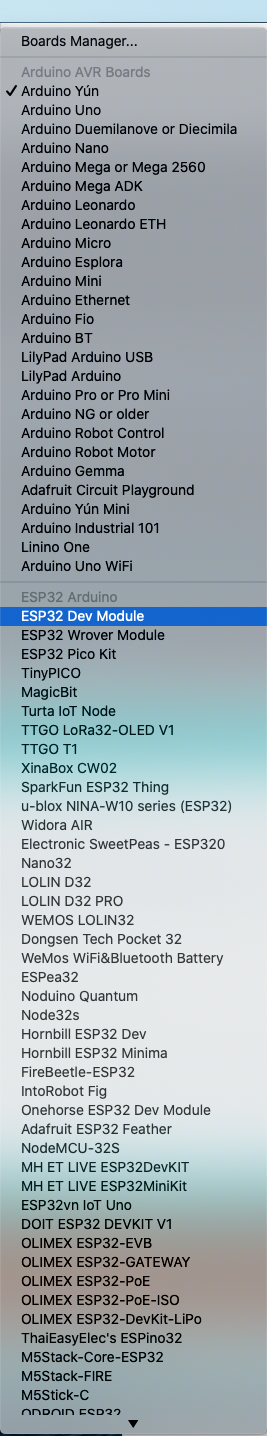 Boards Manager...
Arduino AVR Boards
Arduino Yún
Arduino Uno
Arduino Duemilanove or Diecimila
Arduino Nano
Arduino Mega or Mega 2560
Arduino Mega ADK
Arduino Leonardo
Arduino Leonardo ETH
Arduino Micro
Arduino Esplora
Arduino Mini
Arduino Ethernet
Arduino Fio
Arduino BT
LilyPad Arduino USB
LilyPad Arduino
Arduino Pro or Pro Mini
Arduino NG or older
Arduino Robot Control
Arduino Robot Motor
Arduino Gemma
Adafruit Circuit Playground
Arduino Yún Mini
Arduino Industrial 101
Linino One
Arduino Uno WiFi
ESP32 Arduino
ESP32 Dev Module
ESP32 Wrover Module
ESP32 Pico Kit
TinyPICO
MagicBit
Turta IoT Node
TTGO LoRa32-OLED V1
TTGO T1
XinaBox CW02
SparkFun ESP32 Thing
u-blox NINA-W10 series (ESP32)
Widora AIR
Electronic SweetPeas - ESP320
Nano32
LOLIN D32
LOLIN D32 PRO
WEMOS LOLIN32
Dongsen Tech Pocket 32
WeMos WiFi&Bluetooth Battery
ESPea32
Noduino Quantum
Node32s
Hornbill ESP32 Dev
Hornbill ESP32 Minima
FireBeetle-ESP32
IntoRobot Fig
Onehorse ESP32 Dev Module
Adafruit ESP32 Feather
NodeMCU-32S
MH ET LIVE ESP32DevKIT
MH ET LIVE ESP32MiniKit
ESP32vn IoT Uno
DOIT ESP32 DEVKIT V1
OLIMEX ESP32-EVB
OLIMEX ESP32-GATEWAY
OLIMEX ESP32-PoE
OLIMEX ESP32-PoE-ISO
OLIMEX ESP32-DevKit-LiPo
ThaiEasyElec's ESPino32
M5Stack-Core-ESP32
M5Stack-FIRE
M5Stick-C
ODROID ESP32